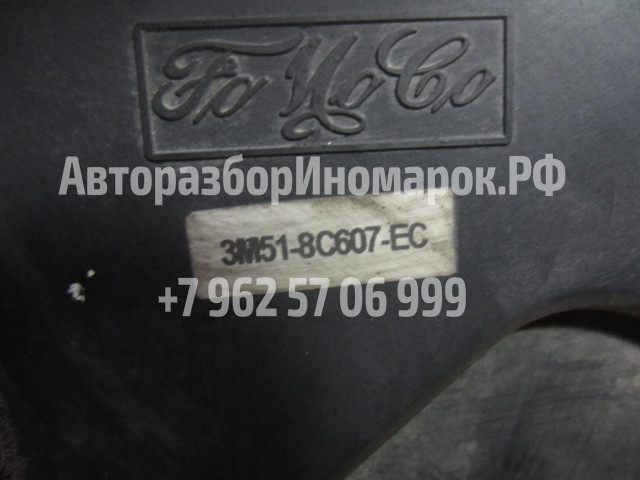 FoMoCo
АвторазборИномарок.РФ
3M51-8C607-EC
+7 962 57 06 999